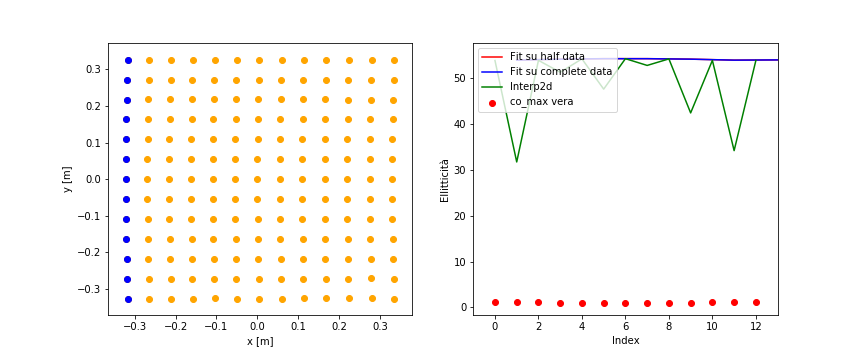 0.3
0.2
0.1
0.0
−0.1
−0.2
−0.3
y [m]
−0.3 −0.2 −0.1 0.0 0.1 0.2 0.3
x [m]
50
40
30
20
10
0
Ellitticità
0 2 4 6 8 10 12
Index
Fit su half data
Fit su complete data
Interp2d
co_max vera